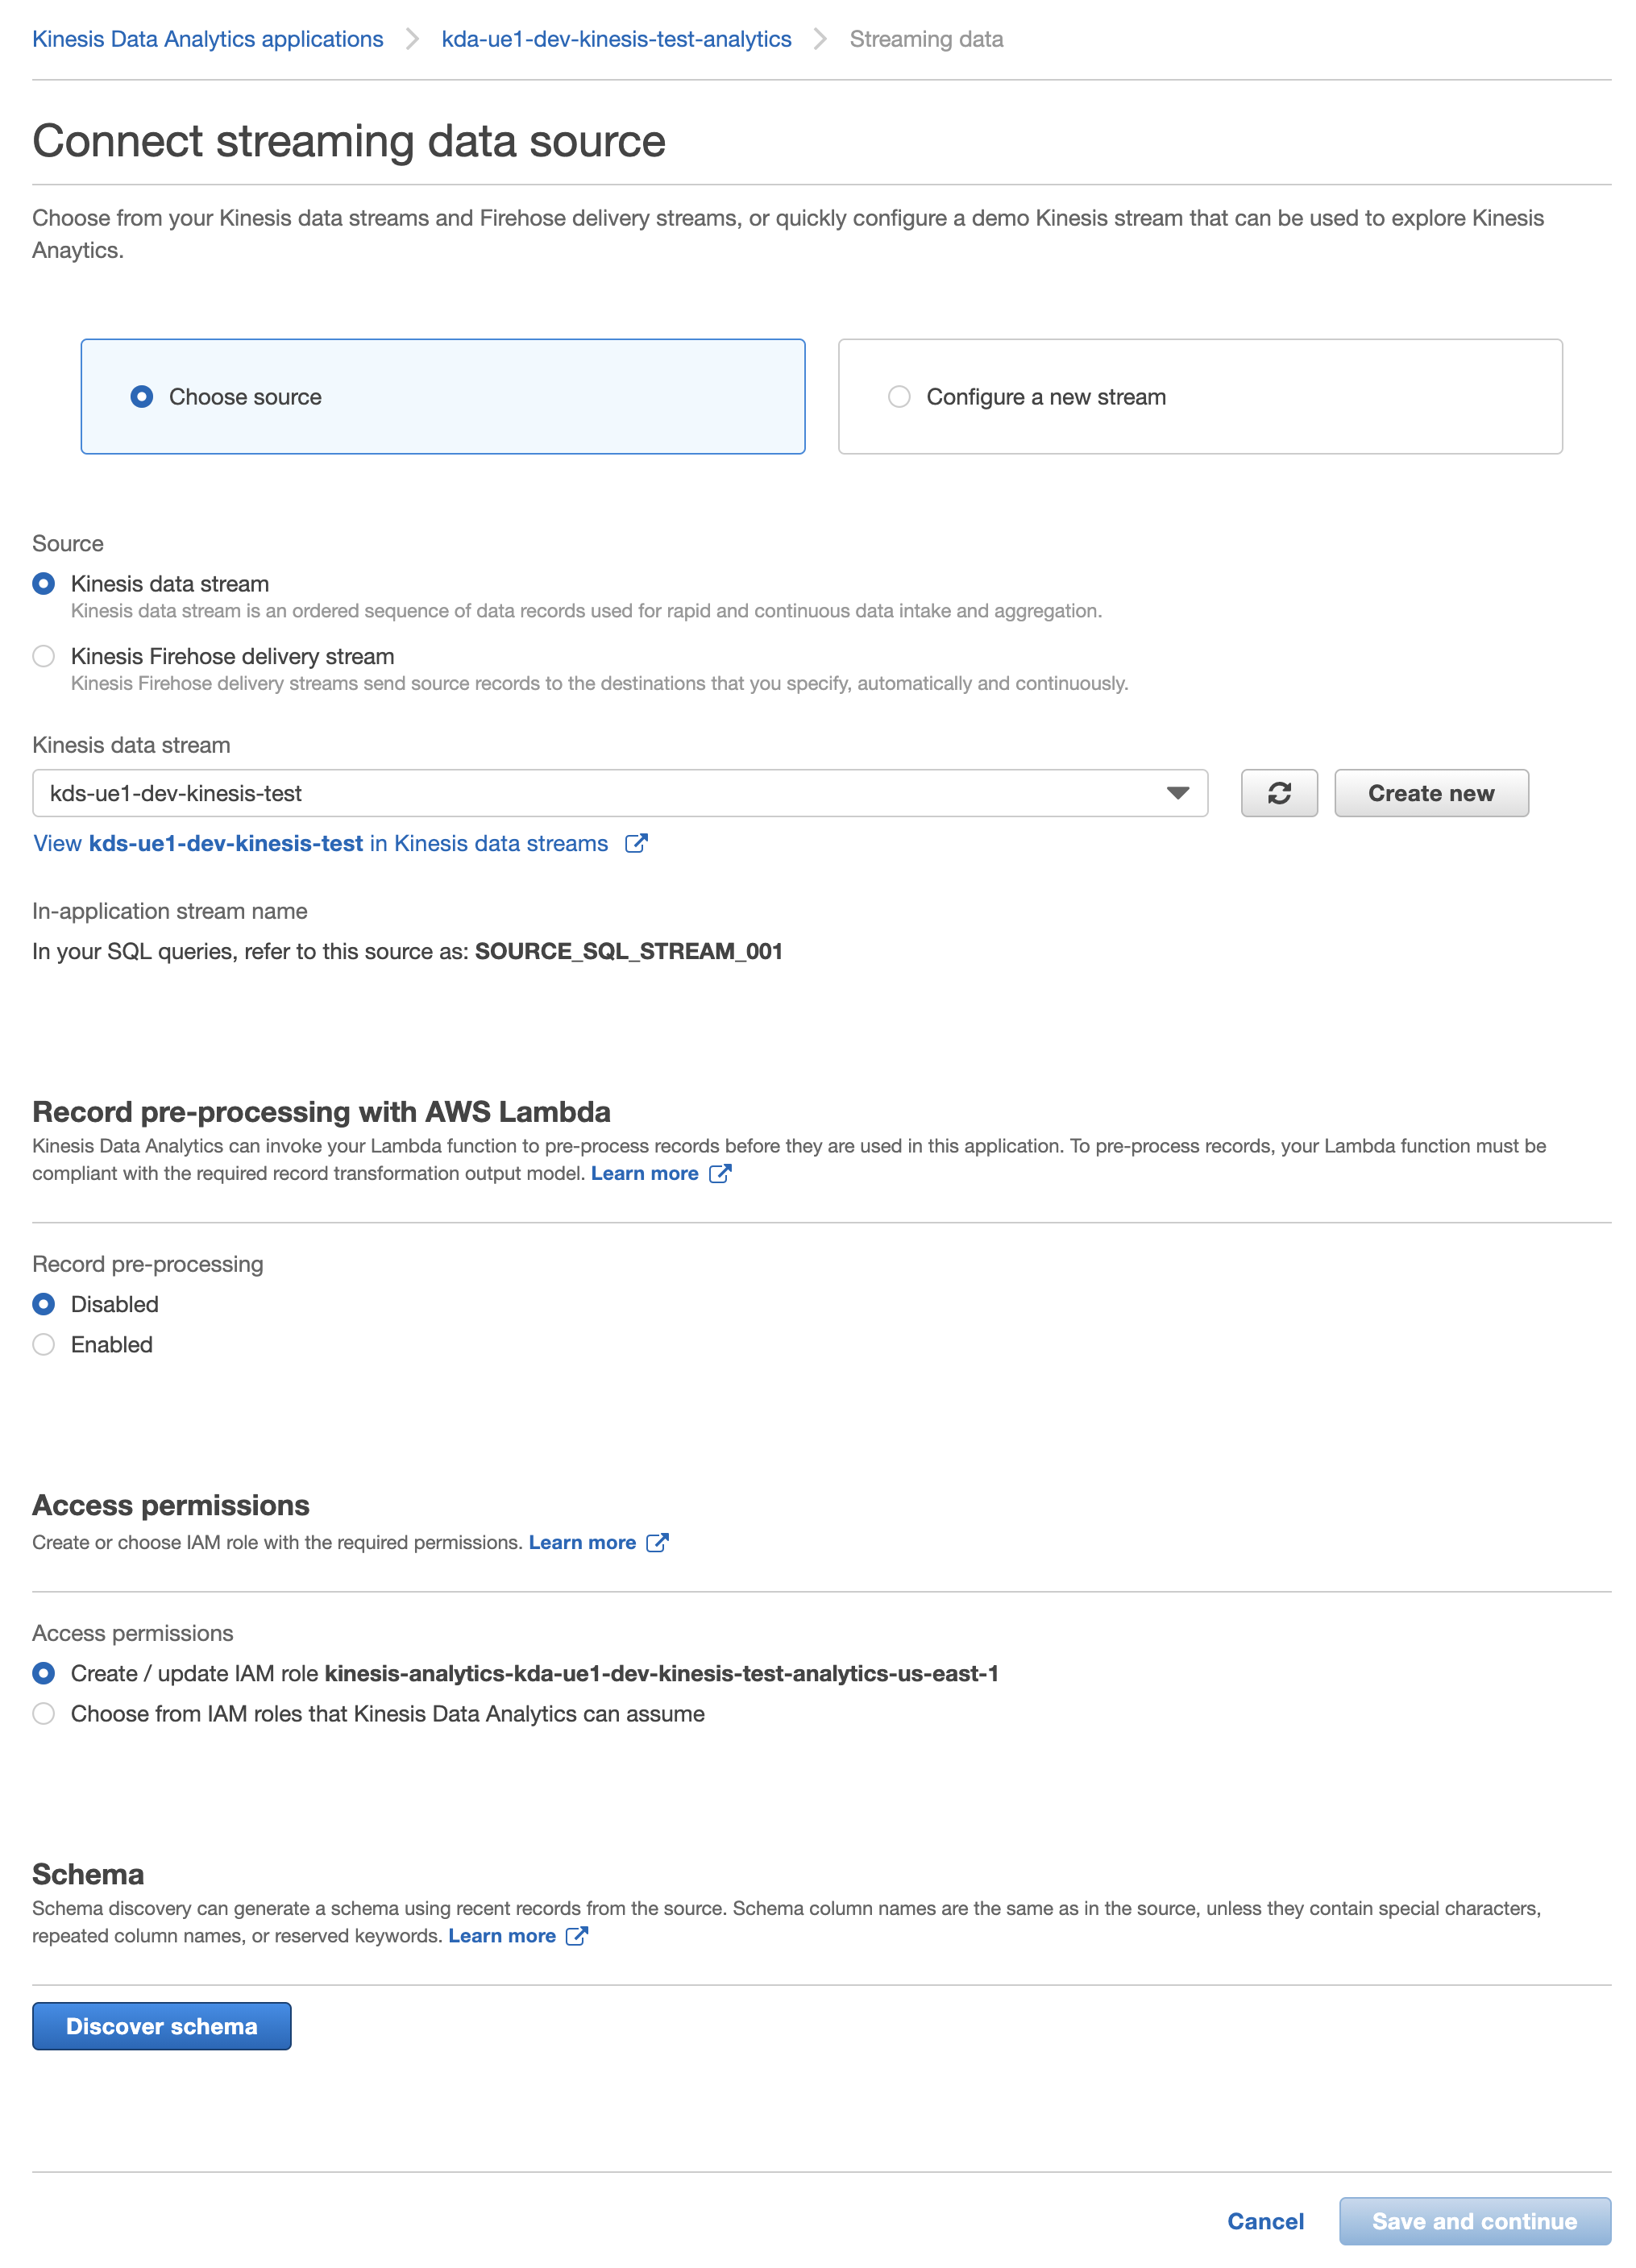 Kinesis Data Analytics applications > kda-ue1-dev-kinesis-test-analytics > Streaming data
Connect streaming data source
Choose from your Kinesis data streams and Firehose delivery streams, or quickly configure a demo Kinesis stream that can be used to explore Kinesis
Anaytics.
Choose source
Configure a new stream
Source
Kinesis data stream
Kinesis data stream is an ordered sequence of data records used for rapid and continuous data intake and aggregation.
Kinesis Firehose delivery stream
Kinesis Firehose delivery streams send source records to the destinations that you specify, automatically and continuously.
Kinesis data stream
kds-ue1-dev-kinesis-test
Create new
View kds-ue1-dev-kinesis-test in Kinesis data streams
In-application stream name
In your SQL queries, refer to this source as: SOURCE_SQL_STREAM_001
Record pre-processing with AWS Lambda
Kinesis Data Analytics can invoke your Lambda function to pre-process records before they are used in this application. To pre-process records, your Lambda function must be
compliant with the required record transformation output model. Learn more
Record pre-processing
Disabled
Enabled
Access permissions
Create or choose IAM role with the required permissions. Learn more
Access permissions
Create / update IAM role kinesis-analytics-kda-ue1-dev-kinesis-test-analytics-us-east-1
Choose from IAM roles that Kinesis Data Analytics can assume
Schema
Schema discovery can generate a schema using recent records from the source. Schema column names are the same as in the source, unless they contain special characters,
repeated column names, or reserved keywords. Learn more
Discover schema
Cancel
Save and continue